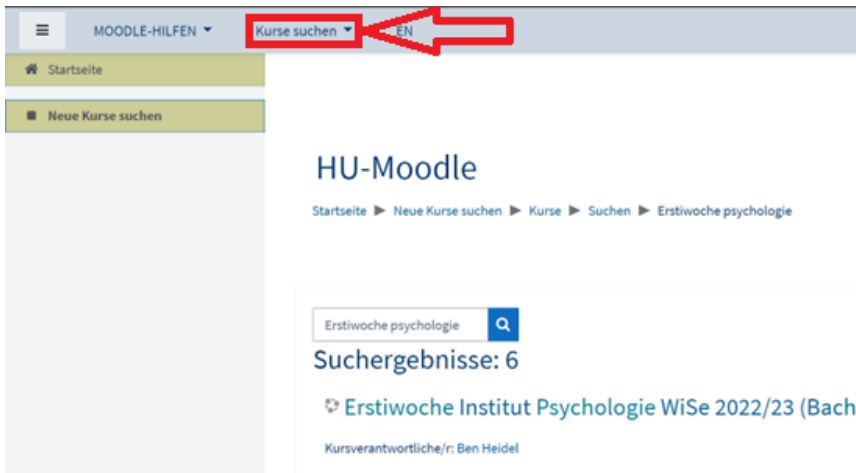 MOODLE-HILFEN Kurse suchen EN
Startseite
Neue Kurse suchen
HU-Moodle
Startseite ▶ Neue Kurse suchen ▶ Kurse ▶ Suchen ▶ Erstiwoche psychologie
Erstiwoche psychologie
Suchergebnisse: 6
Erstiwoche Institut Psychologie WiSe 2022/23 (Bach
Kursverantwortliche/r: Ben Heidel